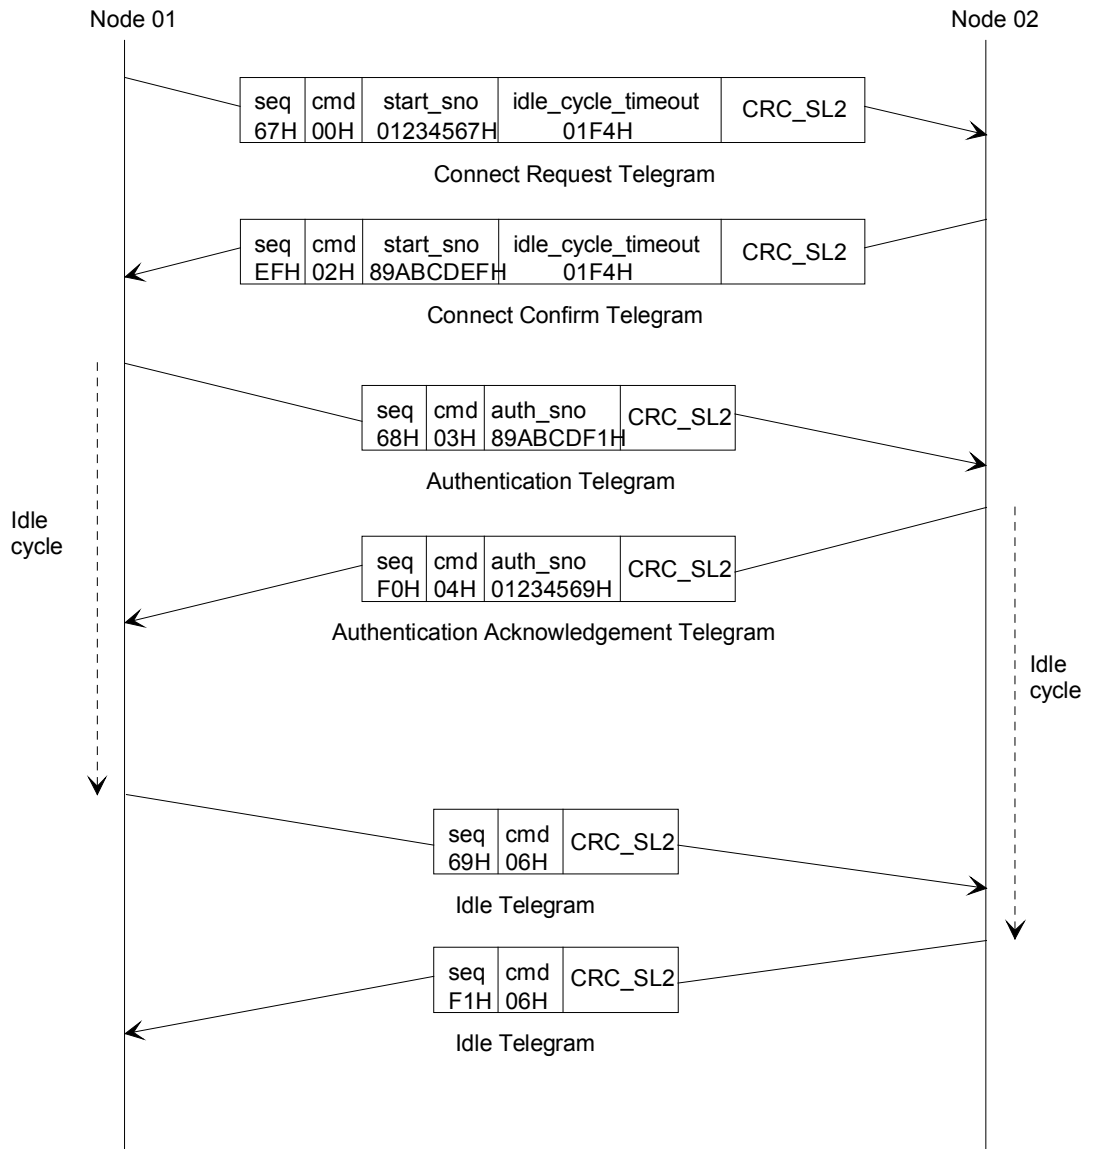 Node 01
Node 02
seq cmd start_sno idle_cycle_timeout CRC_SL2
67H 00H 01234567H 01F4H
Connect Request Telegram
seq cmd start_sno idle_cycle_timeout CRC_SL2
EFH 02H 89ABCDEFH 01F4H
Connect Confirm Telegram
seq cmd auth_sno CRC_SL2
68H 03H 89ABCDF1H
Authentication Telegram
Idle
cycle
seq cmd auth_sno CRC_SL2
F0H 04H 01234569H
Authentication Acknowledgement Telegram
Idle
cycle
seq cmd CRC_SL2
69H 06H
Idle Telegram
seq cmd CRC_SL2
F1H 06H
Idle Telegram